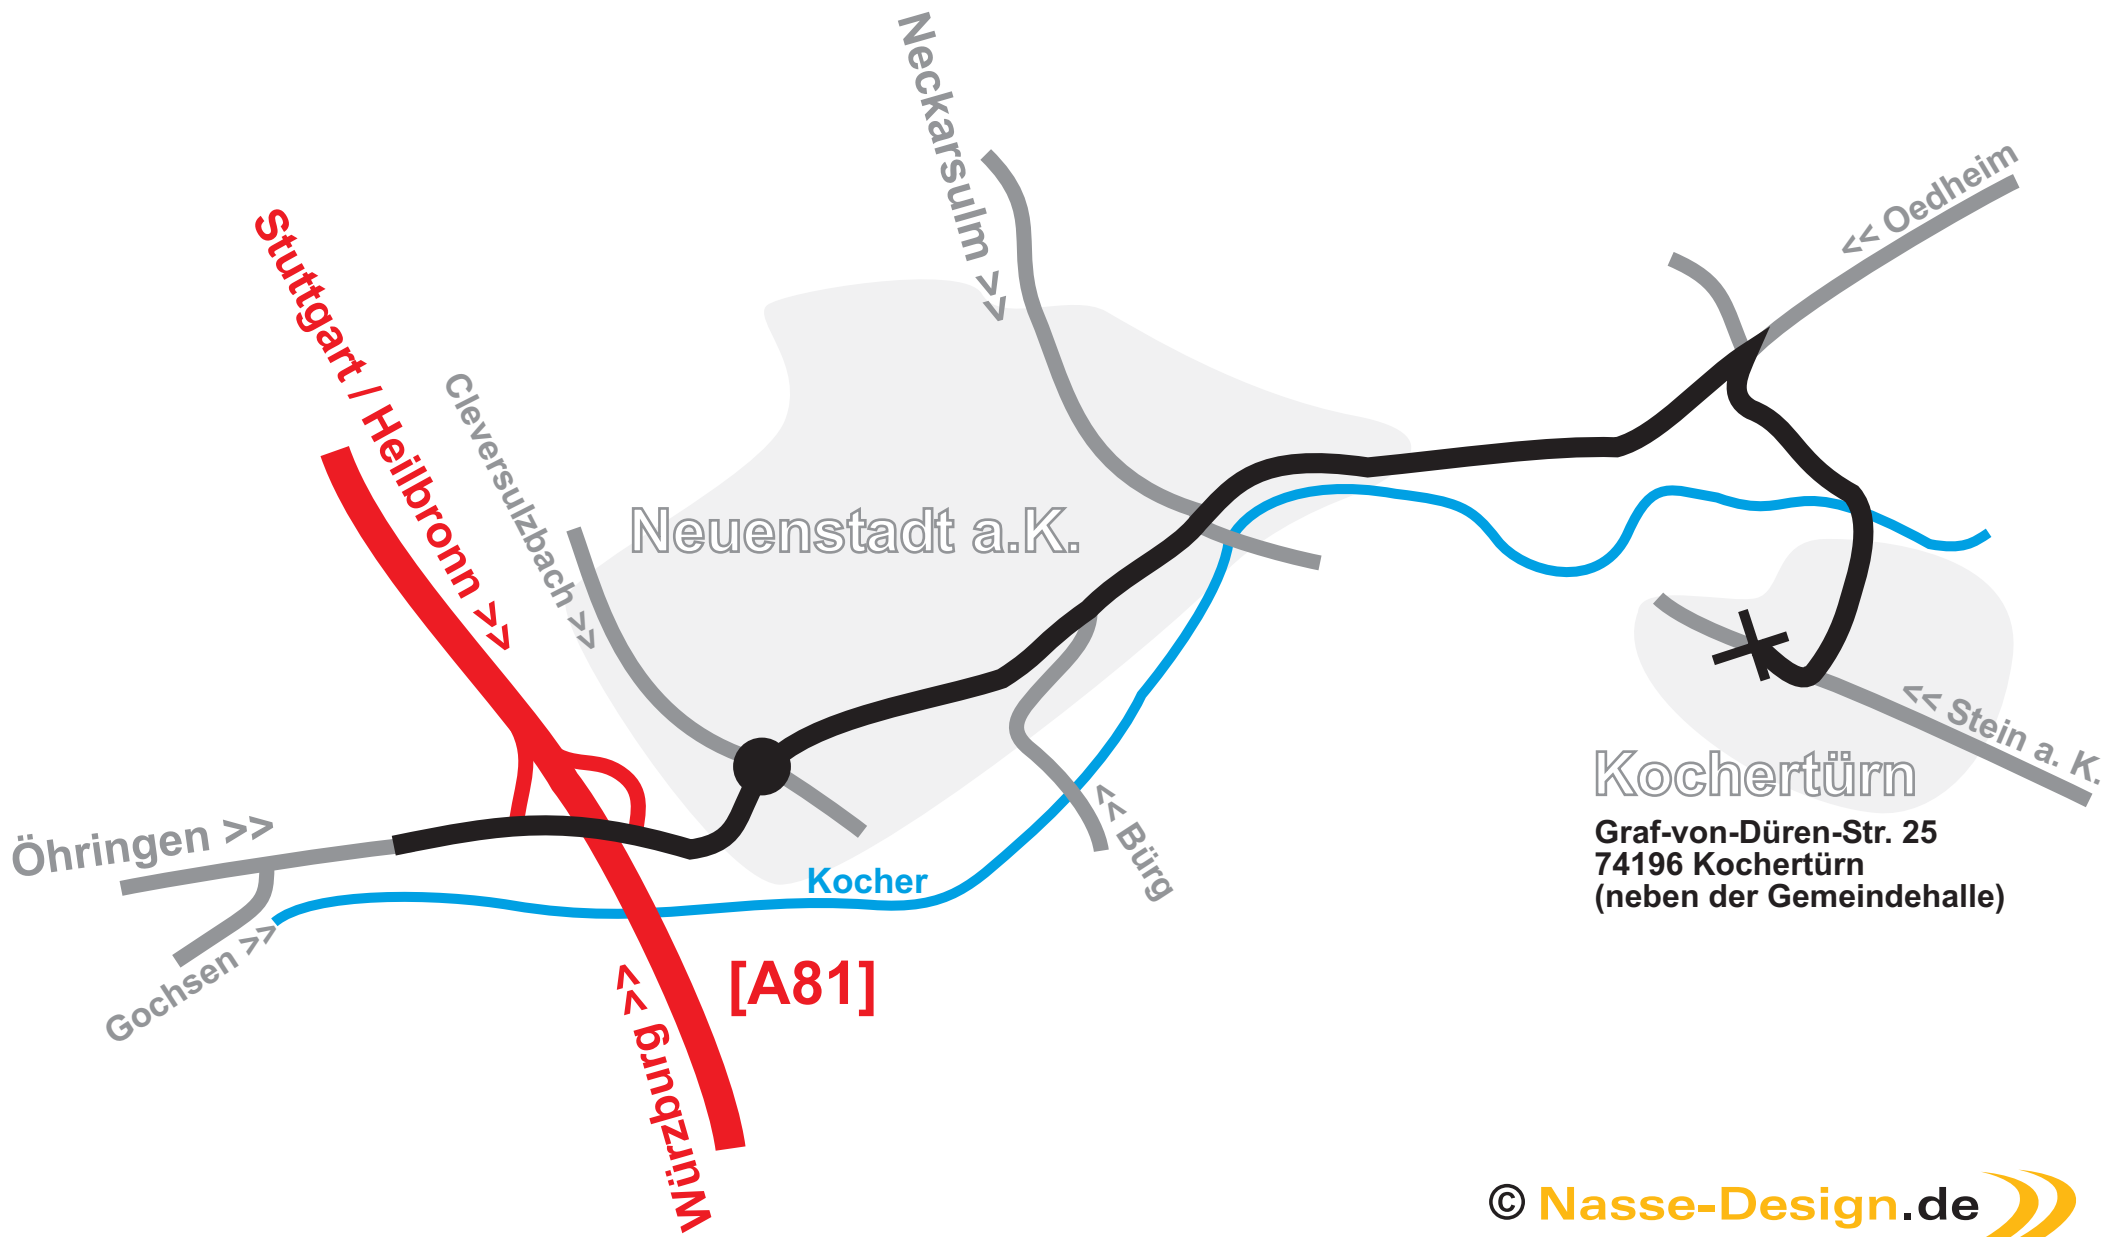 Neckarsulm >>
<< Oedheim
Stuttgart / Heilbronn >>
Cleversulzbach >>
Neuenstadt a.K.
<< Stein a. K.
Kochertürn
Graf-von-Düren-Str. 25
74196 Kochertürn
(neben der Gemeindehalle)
Öhringen >>
<< Bürg
Kocher
Gochsen >>
[A81]
Würzburg >>
© Nasse-Design.de